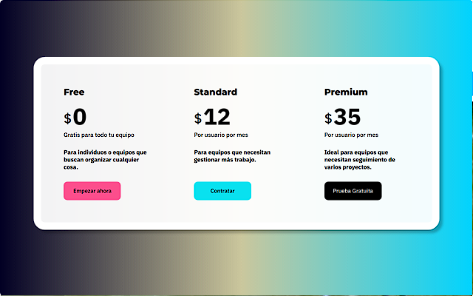 Free
$0
Gratis para todo tu equipo
Para individuos o equipos que
buscan organizar cualquier
cosa.
Empezar ahora
Standard
$12
Por usuario por mes
Para equipos que necesitan
gestionar más trabajo.
Contratar
Premium
$35
Por usuario por mes
Ideal para equipos que
necesitan seguimiento de
varios proyectos.
Prueba Gratuita